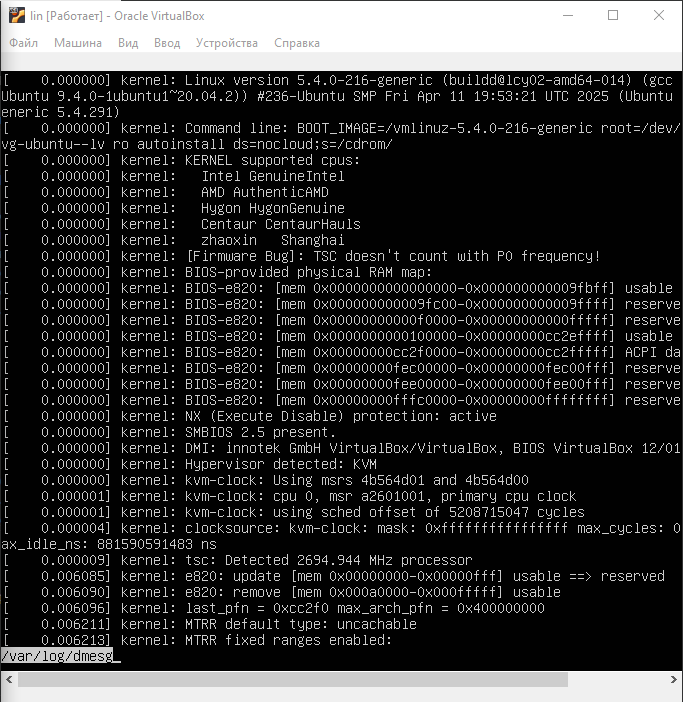 lin [Работает] - Oracle VirtualBox
Файл Машина Вид Ввод Устройства Справка
[    0.000000] kernel: Linux version 5.4.0-216-generic (buildd@lcy02-amd64-014) (gcc
Ubuntu 9.4.0-1ubuntu1~20.04.2)) #236-Ubuntu SMP Fri Apr 11 19:53:21 UTC 2025 (Ubuntu
eneric 5.4.291)
[    0.000000] kernel: Command line: BOOT_IMAGE=/vmlinuz-5.4.0-216-generic root=/dev/
vg-ubuntu--lv ro autoinstall ds=nocloud;s=/cdrom/
[    0.000000] kernel: KERNEL supported cpus:
[    0.000000] kernel:   Intel GenuineIntel
[    0.000000] kernel:   AMD AuthenticAMD
[    0.000000] kernel:   Hygon HygonGenuine
[    0.000000] kernel:   Centaur CentaurHauls
[    0.000000] kernel:   zhaoxin   Shanghai
[    0.000000] kernel: [Firmware Bug]: TSC doesn't count with P0 frequency!
[    0.000000] kernel: BIOS-provided physical RAM map:
[    0.000000] kernel: BIOS-e820: [mem 0x0000000000000000-0x000000000009fbff] usable
[    0.000000] kernel: BIOS-e820: [mem 0x000000000009fc00-0x000000000009ffff] reserve
[    0.000000] kernel: BIOS-e820: [mem 0x00000000000f0000-0x00000000000fffff] reserve
[    0.000000] kernel: BIOS-e820: [mem 0x0000000000100000-0x00000000cc2effff] usable
[    0.000000] kernel: BIOS-e820: [mem 0x00000000cc2f0000-0x00000000cc2fffff] ACPI da
[    0.000000] kernel: BIOS-e820: [mem 0x00000000fec00000-0x00000000fec00fff] reserve
[    0.000000] kernel: BIOS-e820: [mem 0x00000000fee00000-0x00000000fee00fff] reserve
[    0.000000] kernel: BIOS-e820: [mem 0x00000000fffc0000-0x00000000ffffffff] reserve
[    0.000000] kernel: NX (Execute Disable) protection: active
[    0.000000] kernel: SMBIOS 2.5 present.
[    0.000000] kernel: DMI: innotek GmbH VirtualBox/VirtualBox, BIOS VirtualBox 12/01
[    0.000000] kernel: Hypervisor detected: KVM
[    0.000000] kernel: kvm-clock: Using msrs 4b564d01 and 4b564d00
[    0.000001] kernel: kvm-clock: cpu 0, msr a2601001, primary cpu clock
[    0.000001] kernel: kvm-clock: using sched offset of 5208715047 cycles
[    0.000004] kernel: clocksource: kvm-clock: mask: 0xffffffffffffffff max_cycles: 0
ax_idle_ns: 881590591483 ns
[    0.000009] kernel: tsc: Detected 2694.944 MHz processor
[    0.006085] kernel: e820: update [mem 0x00000000-0x00000fff] usable ==> reserved
[    0.006090] kernel: e820: remove [mem 0x000a0000-0x000fffff] usable
[    0.006096] kernel: last_pfn = 0xcc2f0 max_arch_pfn = 0x400000000
[    0.006211] kernel: MTRR default type: uncachable
[    0.006213] kernel: MTRR fixed ranges enabled:
/var/log/dmesg